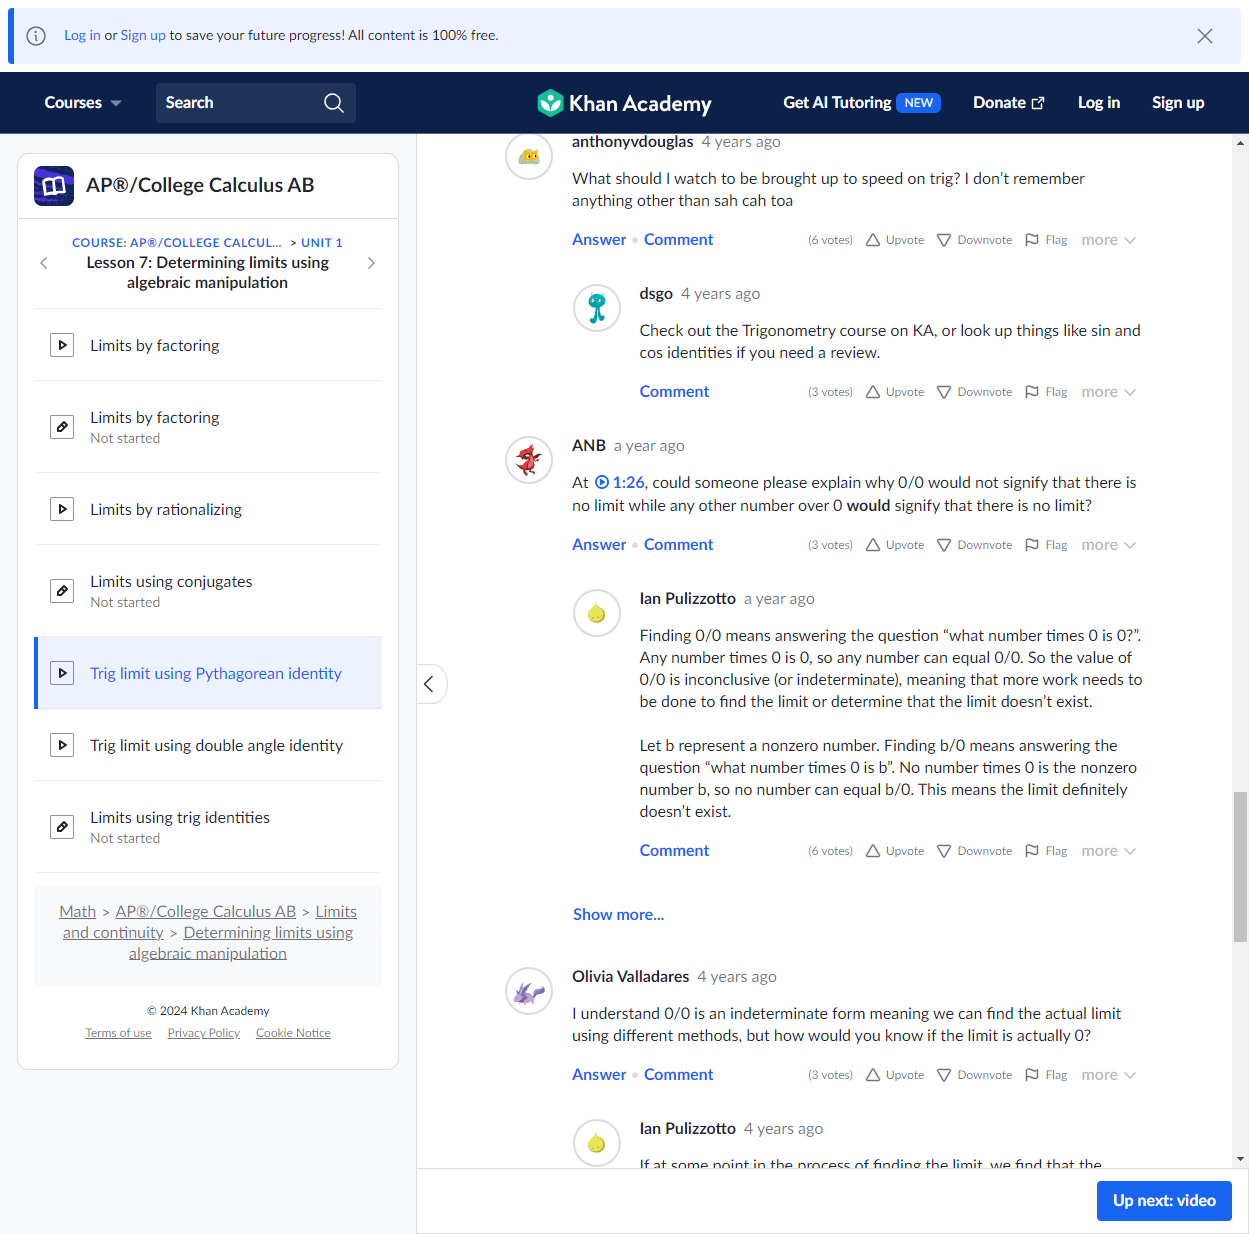 Log in or Sign up to save your future progress! All content is 100% free.
Courses
Search
Khan Academy
Get AI Tutoring NEW
Donate
Log in
Sign up
AP®/College Calculus AB
COURSE: AP®/COLLEGE CALCUL... > UNIT 1
Lesson 7: Determining limits using
algebraic manipulation
Limits by factoring
Limits by factoring
Not started
Limits by rationalizing
Limits using conjugates
Not started
Trig limit using Pythagorean identity
Trig limit using double angle identity
Limits using trig identities
Not started
Math > AP®/College Calculus AB > Limits
and continuity > Determining limits using
algebraic manipulation
© 2024 Khan Academy
Terms of use Privacy Policy Cookie Notice
anthonyvdouglas 4 years ago
What should I watch to be brought up to speed on trig? I don't remember
anything other than sah cah toa
Answer • Comment (6 votes) Upvote Downvote Flag more
dsgo 4 years ago
Check out the Trigonometry course on KA, or look up things like sin and
cos identities if you need a review.
Comment (3 votes) Upvote Downvote Flag more
ANB a year ago
At 1:26, could someone please explain why 0/0 would not signify that there is
no limit while any other number over 0 would signify that there is no limit?
Answer • Comment (3 votes) Upvote Downvote Flag more
Ian Pulizzotto a year ago
Finding 0/0 means answering the question “what number times 0 is 0?”.
Any number times 0 is 0, so any number can equal 0/0. So the value of
0/0 is inconclusive (or indeterminate), meaning that more work needs to
be done to find the limit or determine that the limit doesn't exist.
Let b represent a nonzero number. Finding b/0 means answering the
question “what number times 0 is b”. No number times 0 is the nonzero
number b, so no number can equal b/0. This means the limit definitely
doesn't exist.
Comment (6 votes) Upvote Downvote Flag more
Show more...
Olivia Valladares 4 years ago
I understand 0/0 is an indeterminate form meaning we can find the actual limit
using different methods, but how would you know if the limit is actually 0?
Answer • Comment (3 votes) Upvote Downvote Flag more
Ian Pulizzotto 4 years ago
If at some point in the process of finding the limit, we find that the
Up next: video